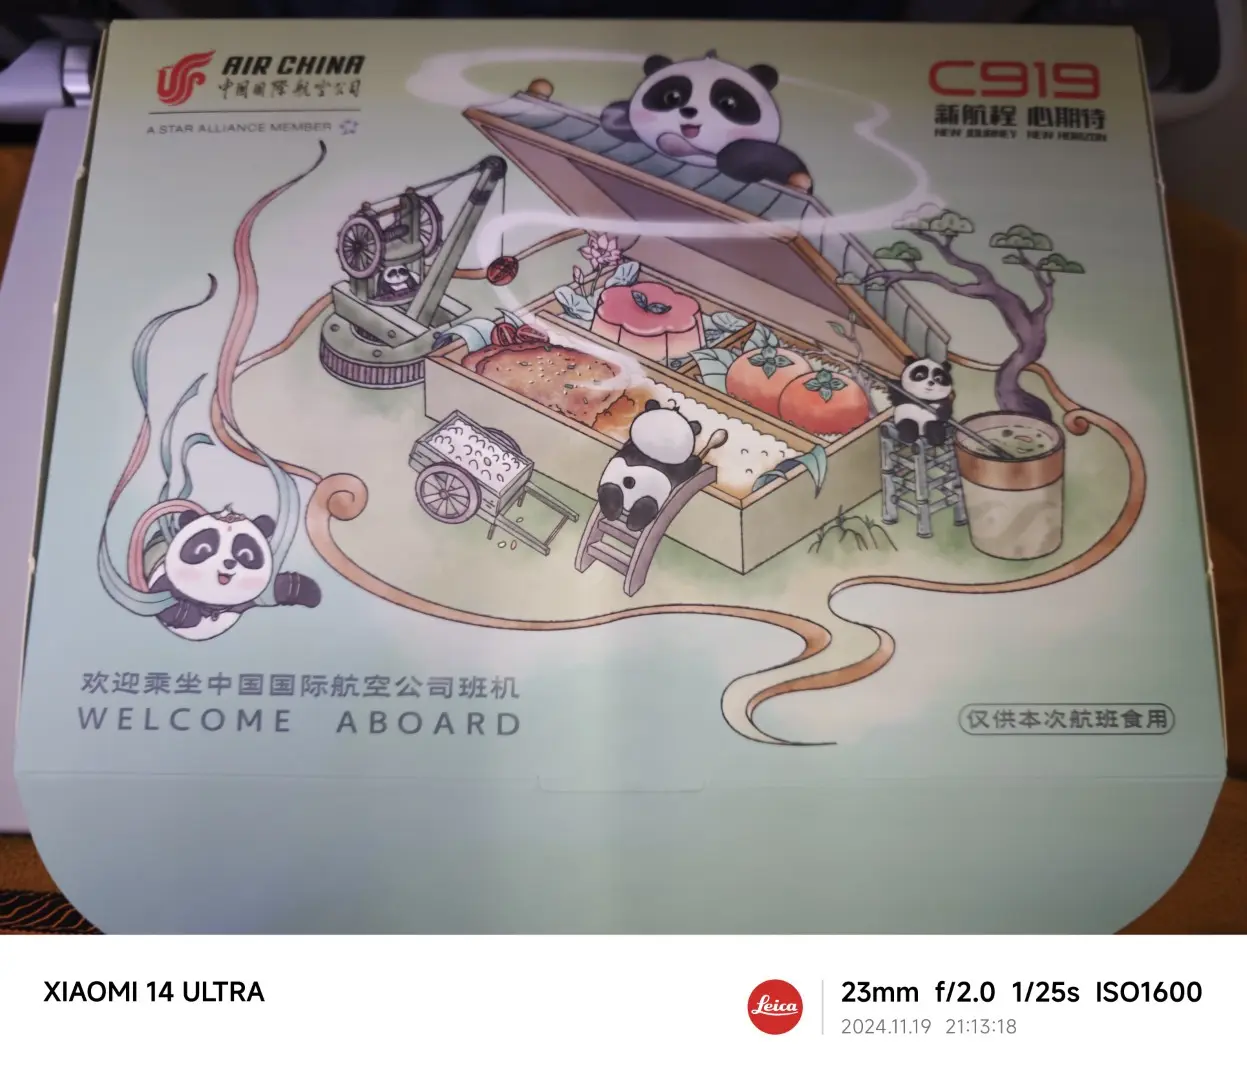 AIR CHINA
中国国际航空公司
A STAR ALLIANCE MEMBER
C919
新航程 心期待
NEW JOURNEY NEW HORIZON
欢迎乘坐中国国际航空公司班机
WELCOME ABOARD
仅供本次航班食用
XIAOMI 14 ULTRA
Leica
23mm f/2.0 1/25s ISO1600
2024.11.19 21:13:18